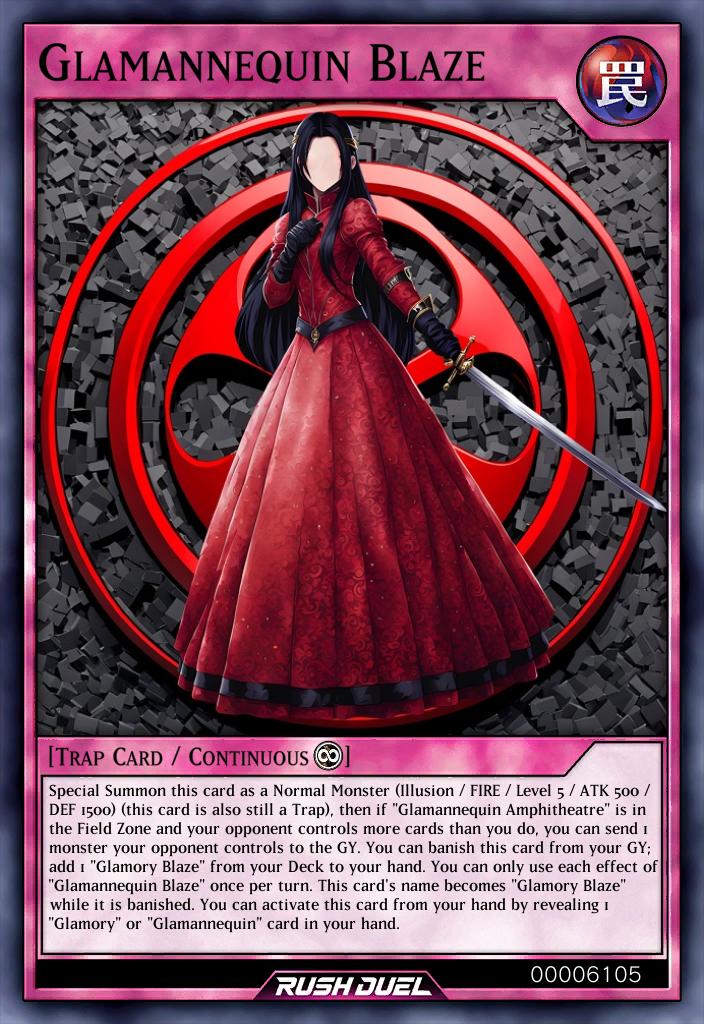 Glamannequin Blaze
罠
[Trap Card / Continuous ∞]
Special Summon this card as a Normal Monster (Illusion / FIRE / Level 5 / ATK 500 /
DEF 1500) (this card is also still a Trap), then if "Glamannequin Amphitheatre" is in
the Field Zone and your opponent controls more cards than you do, you can send 1
monster your opponent controls to the GY. You can banish this card from your GY;
add 1 "Glamory Blaze" from your Deck to your hand. You can only use each effect of
"Glamannequin Blaze" once per turn. This card's name becomes "Glamory Blaze"
while it is banished. You can activate this card from your hand by revealing 1
"Glamory" or "Glamannequin" card in your hand.
00006105
RUSH DUEL